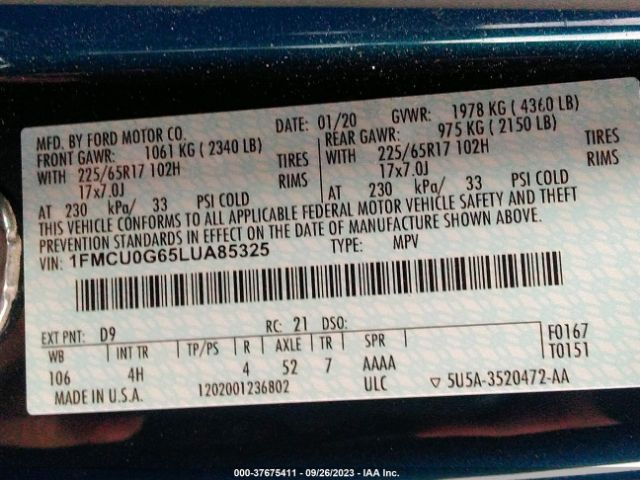 MFD. BY FORD MOTOR CO.
DATE: 01/20 GVWR: 1978 KG ( 4360 LB)
FRONT GAWR: 1061 KG ( 2340 LB) REAR GAWR: 975 KG ( 2150 LB)
WITH 225/65R17 102H TIRES WITH 225/65R17 102H TIRES
17x7.0J RIMS 17x7.0J RIMS
AT 230 kPa/ 33 PSI COLD AT 230 kPa/ 33 PSI COLD
THIS VEHICLE CONFORMS TO ALL APPLICABLE FEDERAL MOTOR VEHICLE SAFETY AND THEFT
PREVENTION STANDARDS IN EFFECT ON THE DATE OF MANUFACTURE SHOWN ABOVE.
VIN: 1FMCU0G65LUA85325 TYPE: MPV
EXT PNT: D9 RC: 21 DSO:
WB INT TR TP/PS R AXLE TR SPR F0167
106 4H 4 52 7 AAAA T0151
MADE IN U.S.A. 1202001236802 ULC ▽ 5U5A-3520472-AA
000-37675411 - 09/26/2023 - IAA Inc.